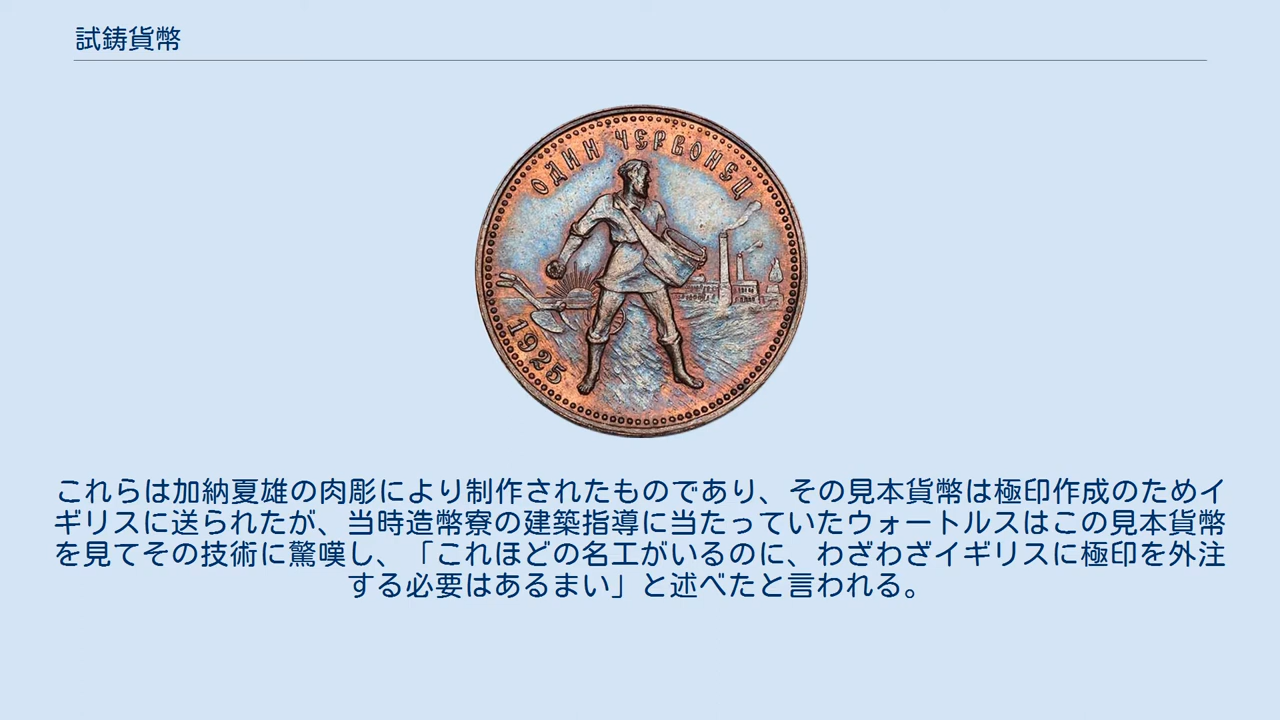 試鋳貨幣
ОДИН ЧЕРВОНЕЦ
1925
これらは加納夏雄の肉彫により制作されたものであり、その見本貨幣は極印作成のためイ
ギリスに送られたが、当時造幣寮の建築指導に当たっていたウォートルスはこの見本貨幣
を見てその技術に驚嘆し、「これほどの名工がいるのに、わざわざイギリスに極印を外注
する必要はあるまい」と述べたと言われる。